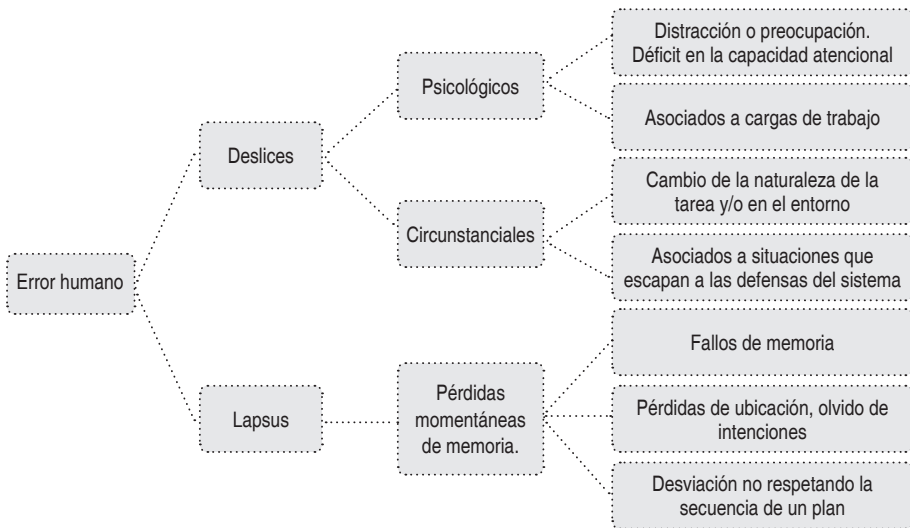 Error humano
Deslices
Lapsus
Psicológicos
Circunstanciales
Pérdidas
momentáneas
de memoria.
Distracción o preocupación.
Déficit en la capacidad atencional
Asociados a cargas de trabajo
Cambio de la naturaleza de la
tarea y/o en el entorno
Asociados a situaciones que
escapan a las defensas del sistema
Fallos de memoria
Pérdidas de ubicación, olvido de
intenciones
Desviación no respetando la
secuencia de un plan